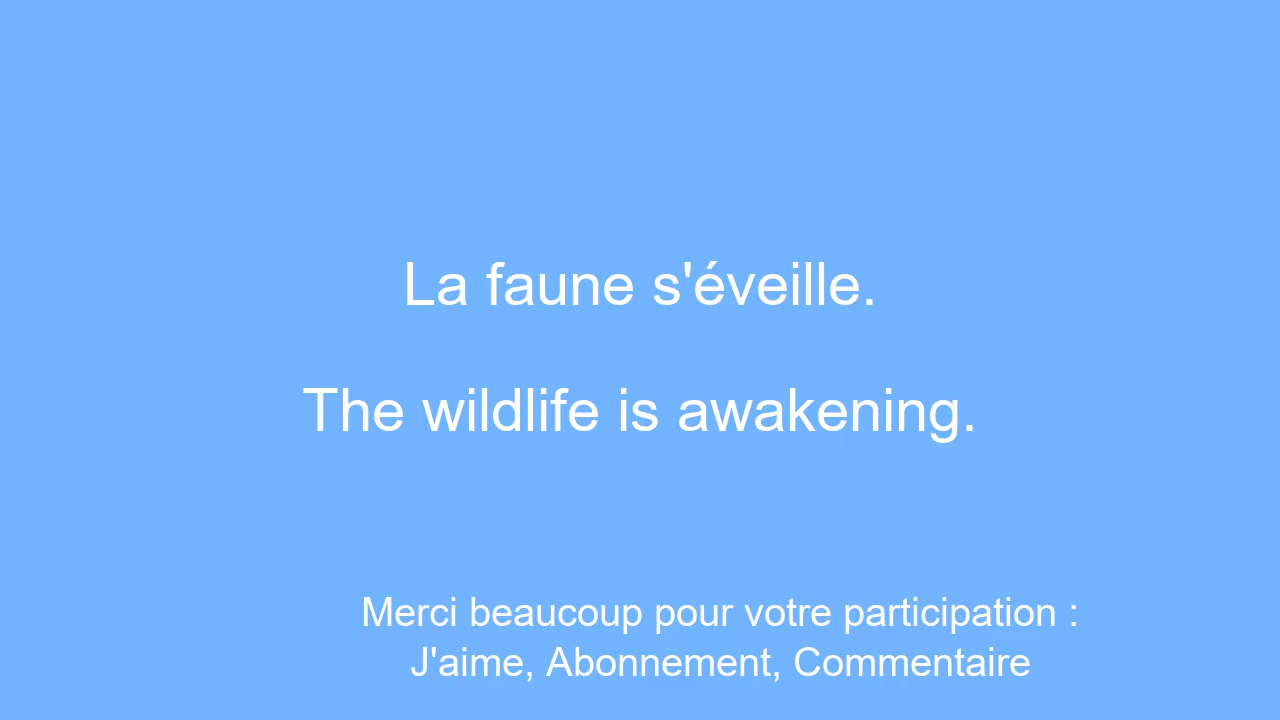 La faune s'éveille.
The wildlife is awakening.
Merci beaucoup pour votre participation :
J'aime, Abonnement, Commentaire